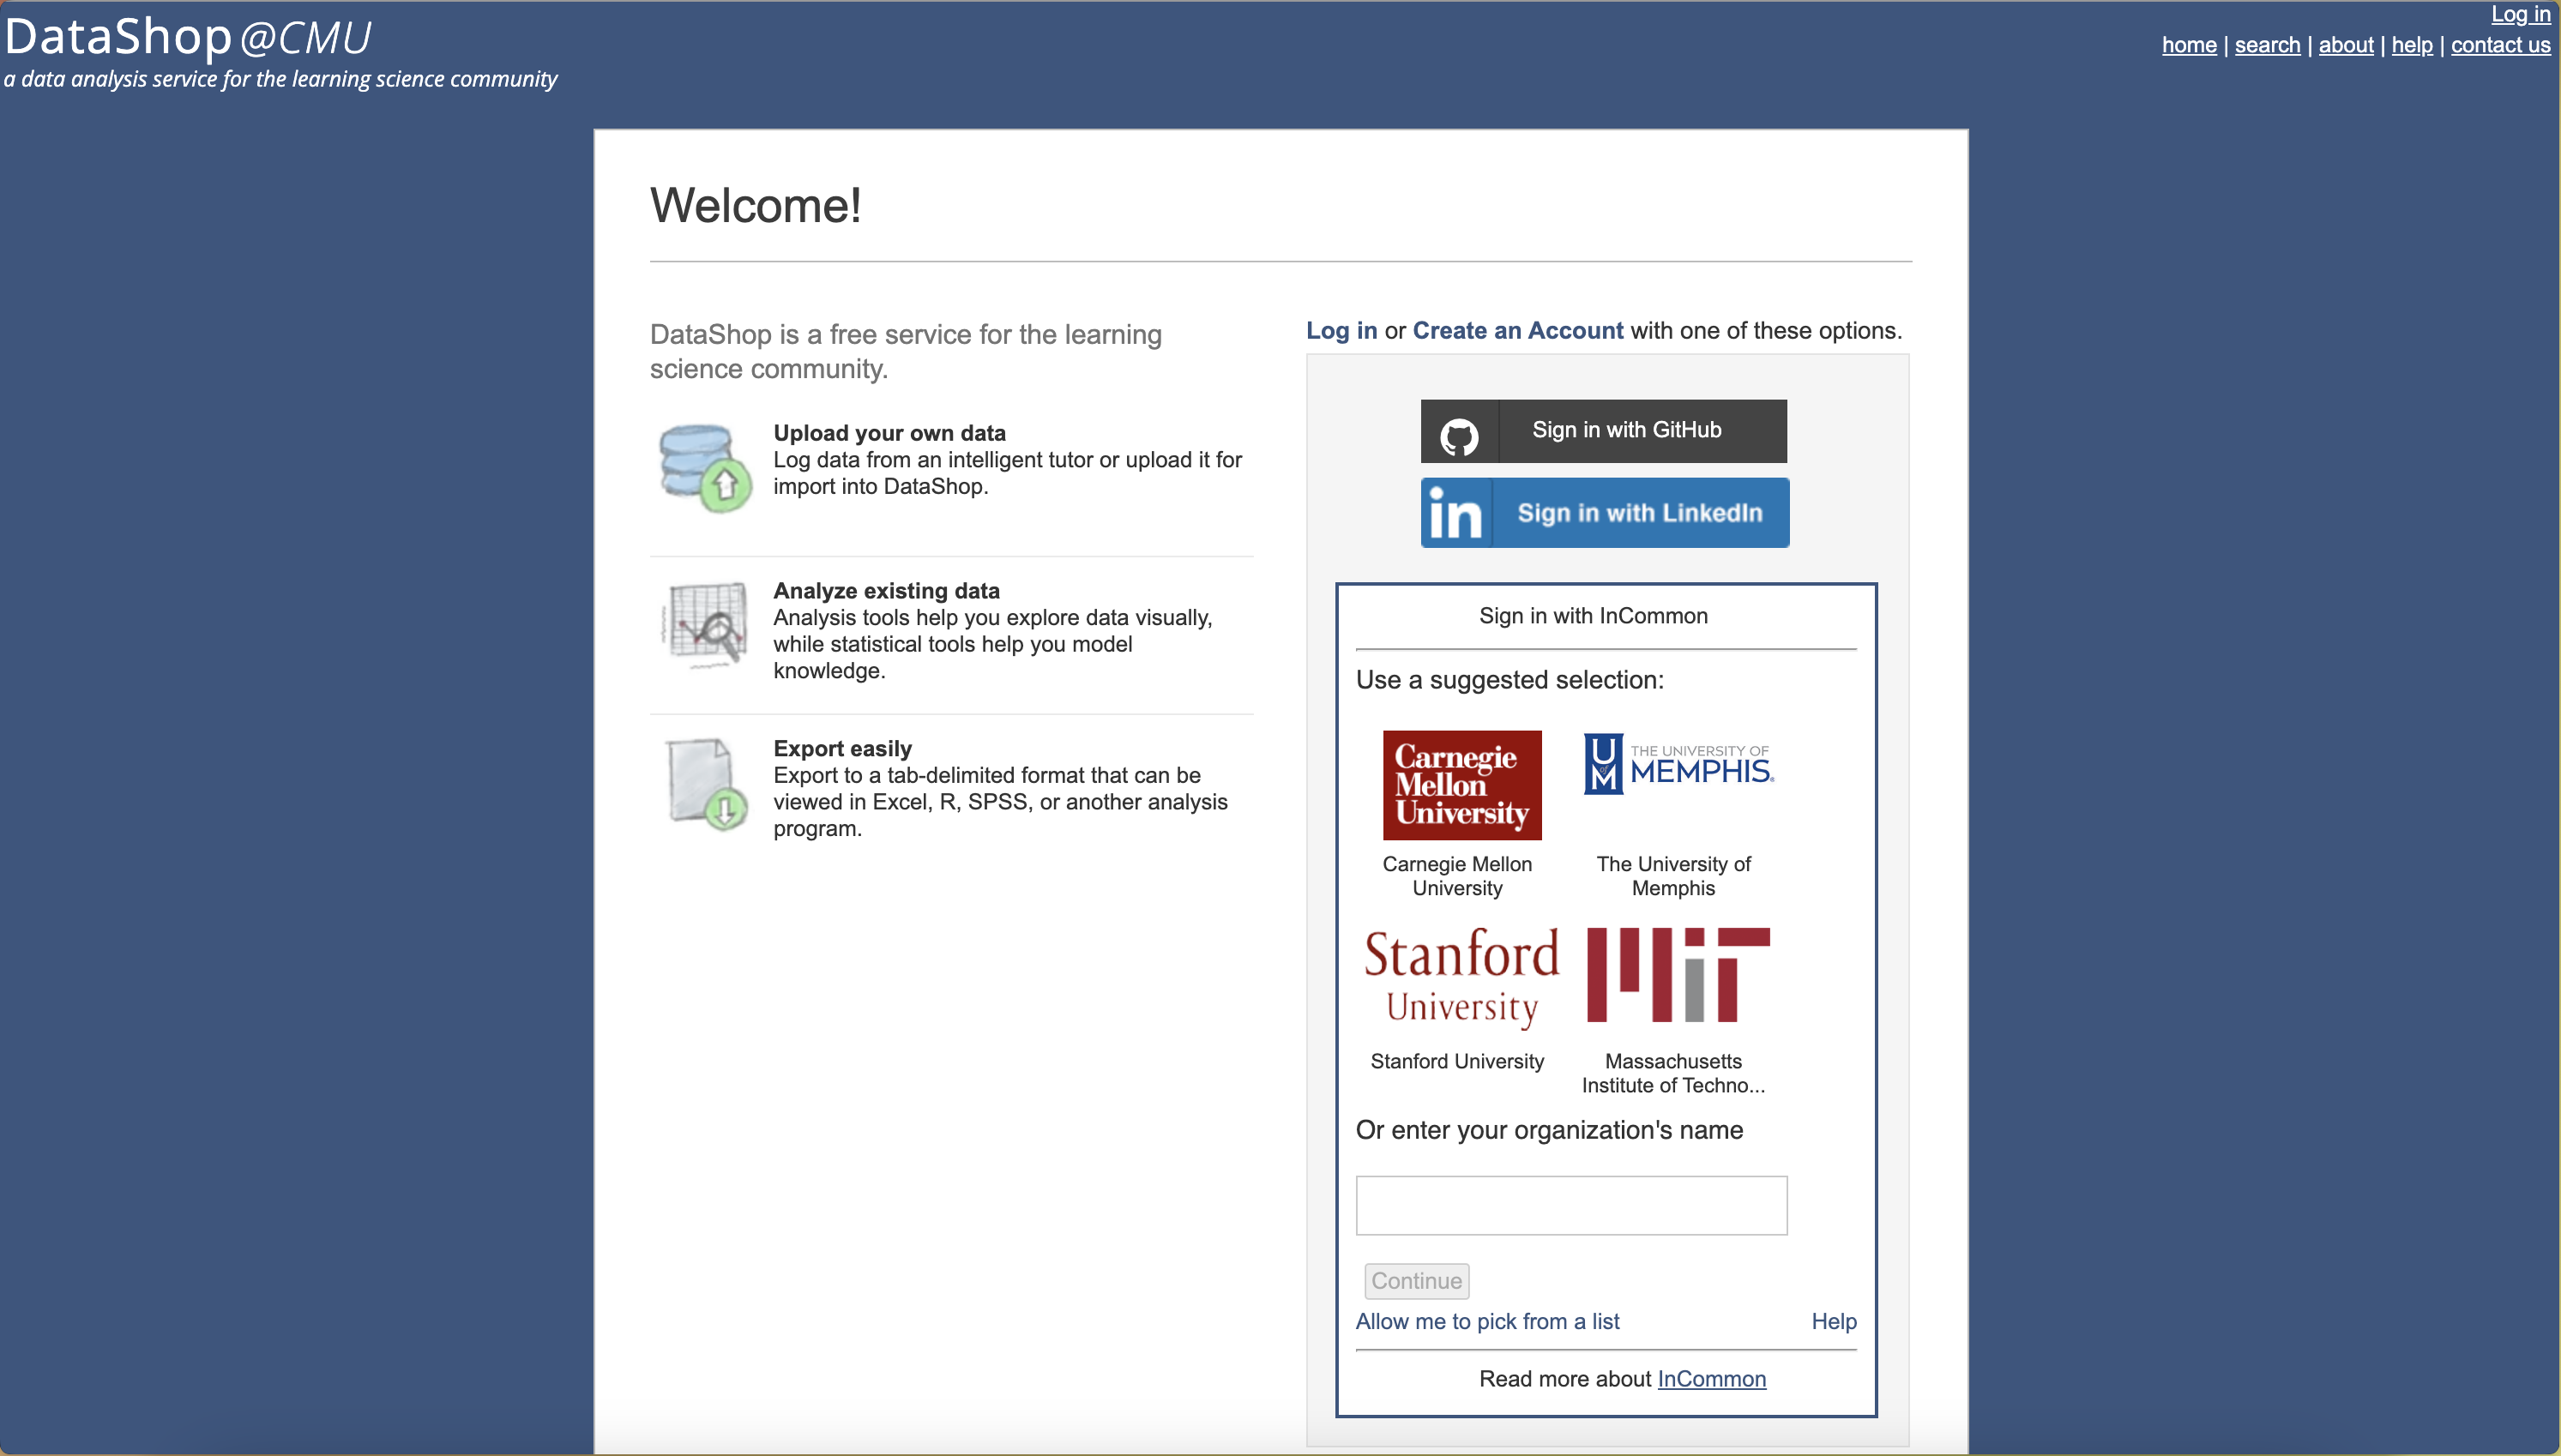 DataShop @CMU
a data analysis service for the learning science community
Log in
home | search | about | help | contact us
Welcome!
DataShop is a free service for the learning
science community.
Upload your own data
Log data from an intelligent tutor or upload it for
import into DataShop.
Analyze existing data
Analysis tools help you explore data visually,
while statistical tools help you model
knowledge.
Export easily
Export to a tab-delimited format that can be
viewed in Excel, R, SPSS, or another analysis
program.
Log in or Create an Account with one of these options.
Sign in with GitHub
in Sign in with LinkedIn
Sign in with InCommon
Use a suggested selection:
Carnegie
Mellon
University
Carnegie Mellon
University
U of M THE UNIVERSITY OF
MEMPHIS.
The University of
Memphis
Stanford
University
Stanford University
MIT
Massachusetts
Institute of Techno...
Or enter your organization's name
Continue
Allow me to pick from a list
Help
Read more about InCommon